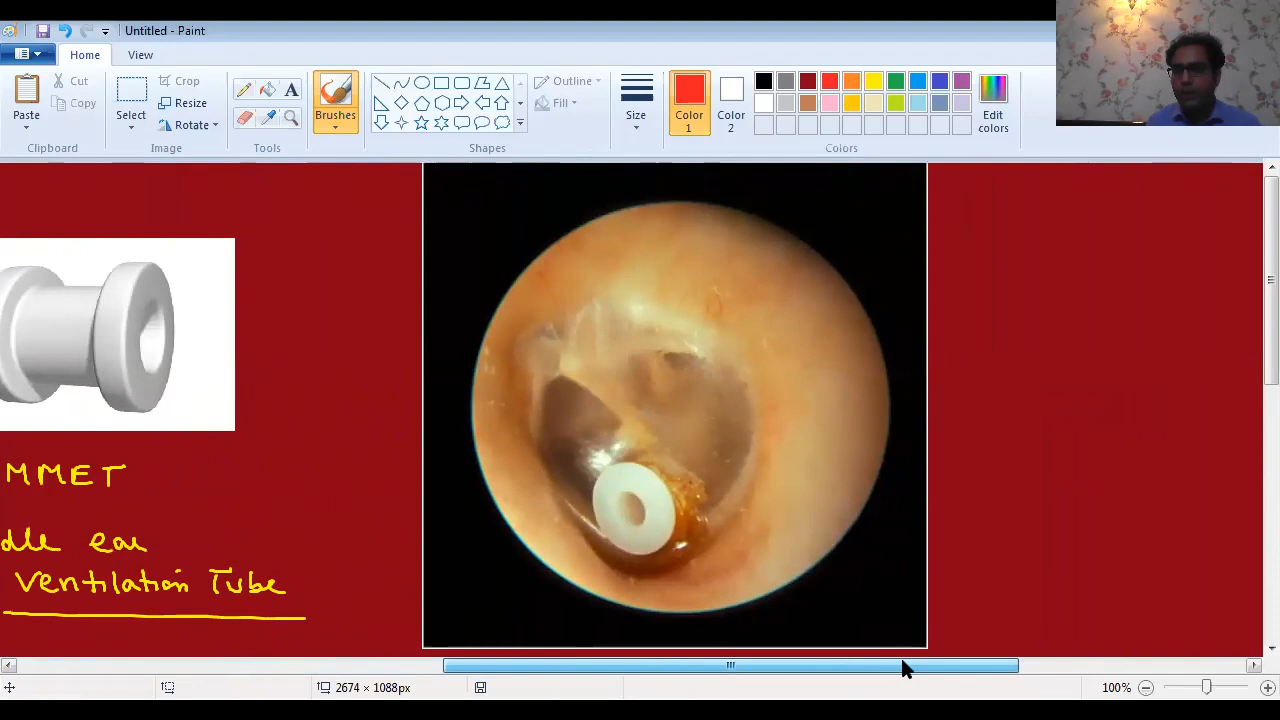 Untitled - Paint
Home View
Paste
Cut
Copy
Clipboard
Select
Crop
Resize
Rotate
Image
A
Tools
Brushes
Shapes
Outline
Fill
Size
Color 1
Color 2
Edit colors
Colors
MMET
dle ear
Ventilation Tube
2674 × 1088px
100%